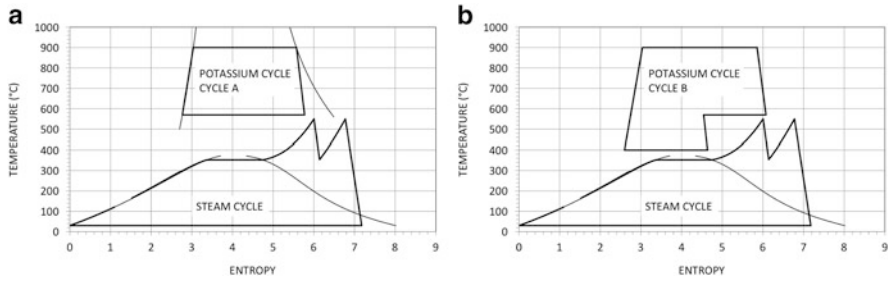 a
TEMPERATURE (°C)
1000
900
800
700
600
500
400
300
200
100
0
POTASSIUM CYCLE
CYCLE A
STEAM CYCLE
0 1 2 3 4 5 6 7 8 9
ENTROPY
b
TEMPERATURE (°C)
1000
900
800
700
600
500
400
300
200
100
0
POTASSIUM CYCLE
CYCLE B
STEAM CYCLE
0 1 2 3 4 5 6 7 8 9
ENTROPY